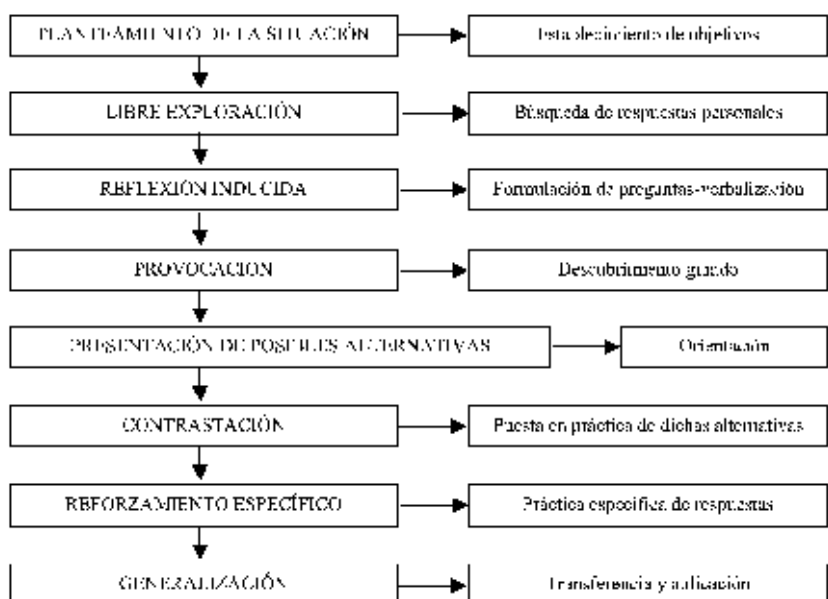 PLANTEAMIENTO DE LA SITUACIÓN
Establecimiento de objetivos
LIBRE EXPLORACIÓN
Búsqueda de respuestas personales
REFLEXIÓN INDUCIDA
Formulación de preguntas-verbalización
PROVOCACIÓN
Descubrimiento guiado
PRESENTACIÓN DE POSIBLES ALTERNATIVAS
Orientación
CONTRASTACIÓN
Puesta en práctica de dichas alternativas
REFORZAMIENTO ESPECÍFICO
Práctica específica de respuestas
GENERALIZACIÓN
Transferencia y aplicación